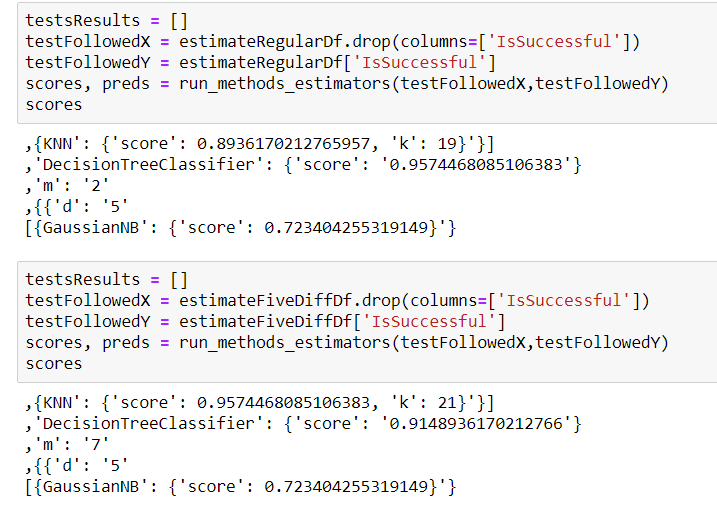 testsResults = []
testFollowedX = estimateRegularDf.drop(columns=['IsSuccessful'])
testFollowedY = estimateRegularDf['IsSuccessful']
scores, preds = run_methods_estimators(testFollowedX,testFollowedY)
scores
,{KNN': {'score': 0.8936170212765957, 'k': 19}'}]
,'DecisionTreeClassifier': {'score': '0.9574468085106383'}
,'m': '2'
,{{'d': '5'
[{GaussianNB': {'score': 0.723404255319149}'}
testsResults = []
testFollowedX = estimateFiveDiffDf.drop(columns=['IsSuccessful'])
testFollowedY = estimateFiveDiffDf['IsSuccessful']
scores, preds = run_methods_estimators(testFollowedX,testFollowedY)
scores
,{KNN': {'score': 0.9574468085106383, 'k': 21}'}]
,'DecisionTreeClassifier': {'score': '0.9148936170212766'}
,'m': '7'
,{{'d': '5'
[{GaussianNB': {'score': 0.723404255319149}'}